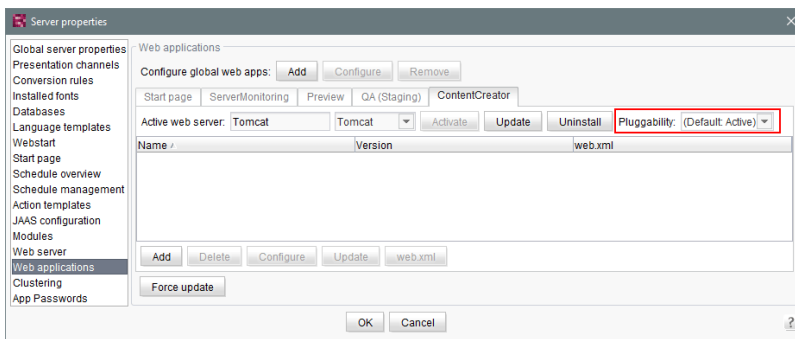 Server properties
Global server properties
Presentation channels
Conversion rules
Installed fonts
Databases
Language templates
Webstart
Start page
Schedule overview
Schedule management
Action templates
JAAS configuration
Modules
Web server
Web applications
Clustering
App Passwords
Web applications
Configure global web apps: Add Configure Remove
Start page ServerMonitoring Preview QA (Staging) ContentCreator
Active web server: Tomcat Tomcat Activate Update Uninstall Pluggability: (Default: Active)
Name Version web.xml
Add Delete Configure Update web.xml
Force update
OK Cancel ?